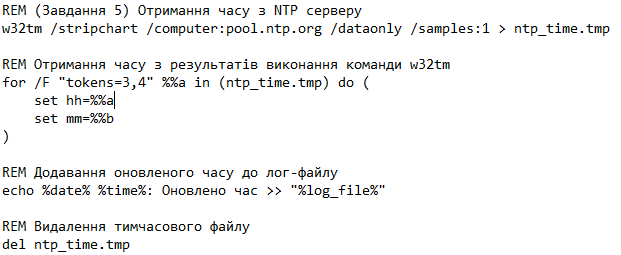 REM (Завдання 5) Отримання часу з NTP серверу
w32tm /stripchart /computer:pool.ntp.org /dataonly /samples:1 > ntp_time.tmp
REM Отримання часу з результатів виконання команди w32tm
for /F "tokens=3,4" %%a in (ntp_time.tmp) do (
set hh=%%a
set mm=%%b
)
REM Додавання оновленого часу до лог-файлу
echo %date% %time%: Оновлено час >> "%log_file%"
REM Видалення тимчасового файлу
del ntp_time.tmp